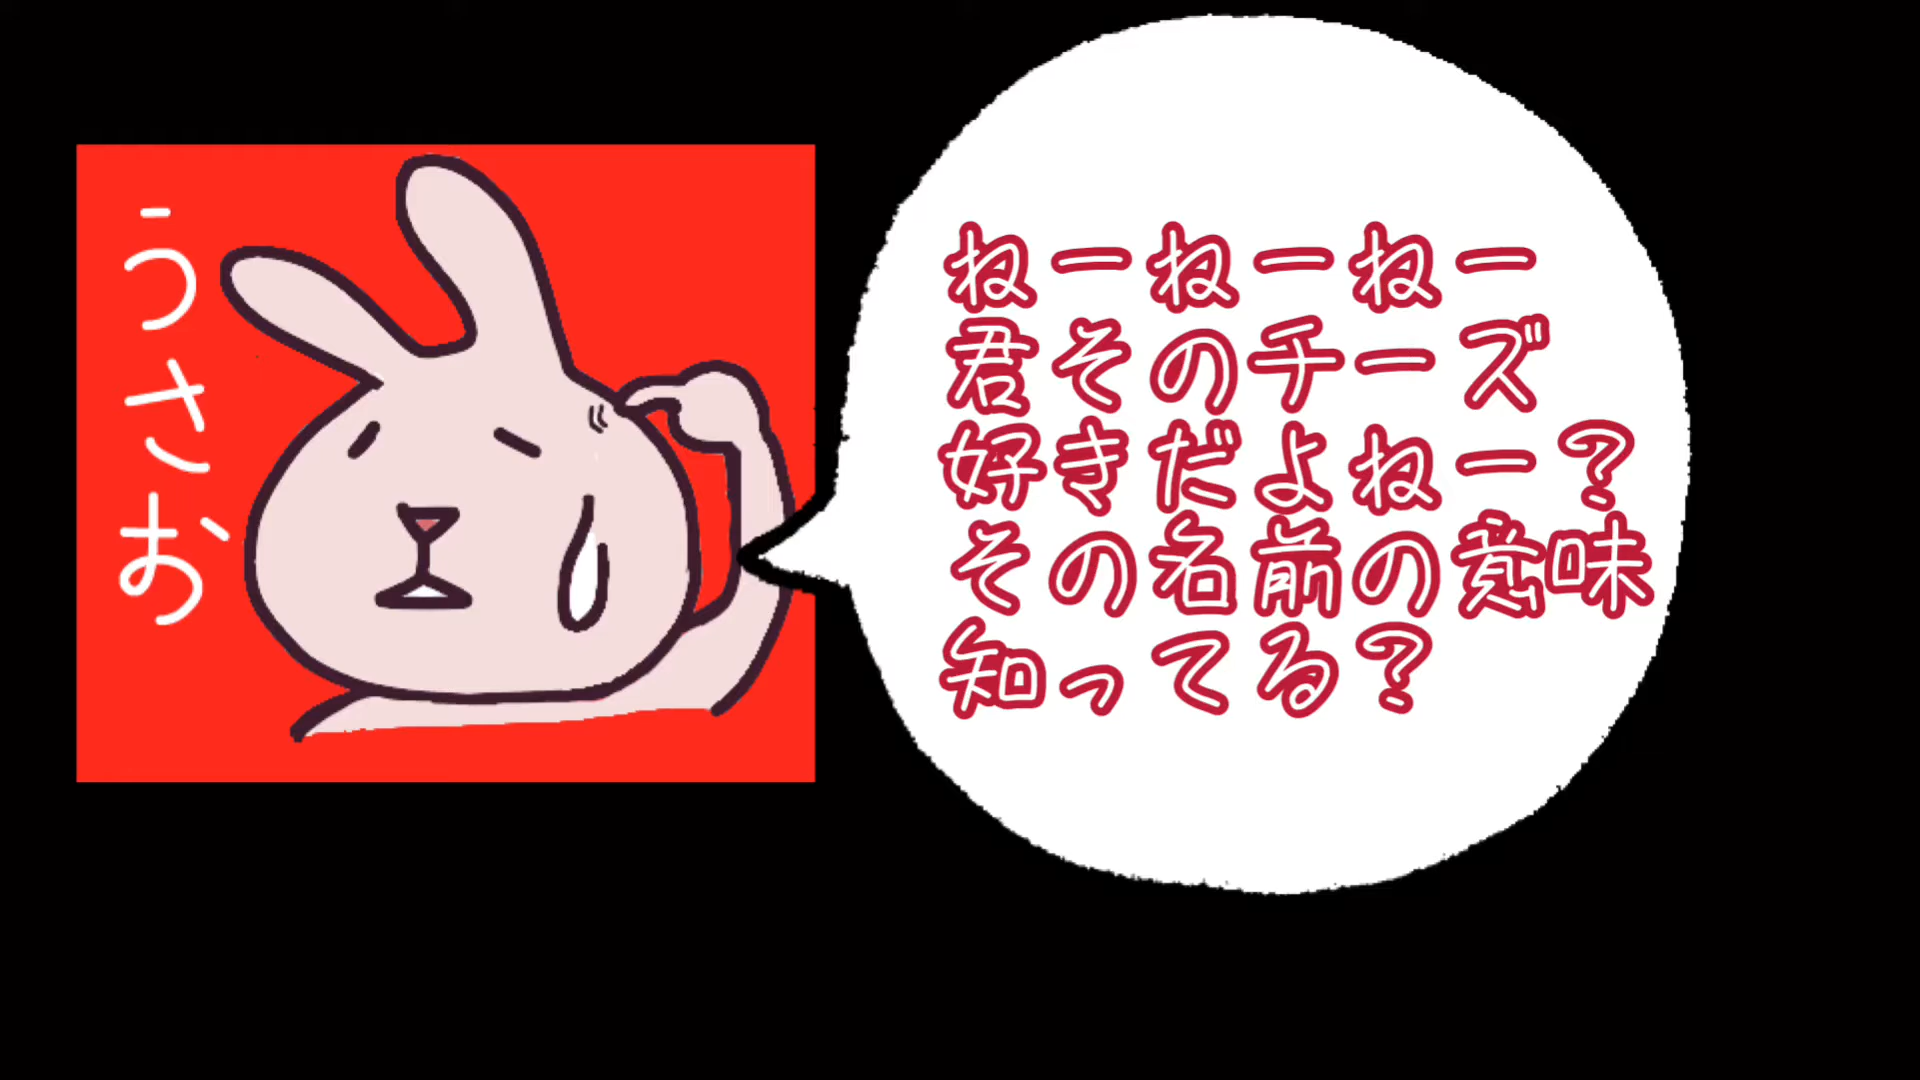 うさお
ねーねーねー
君そのチーズ
好きだよねー?
その名前の意味
知ってる?